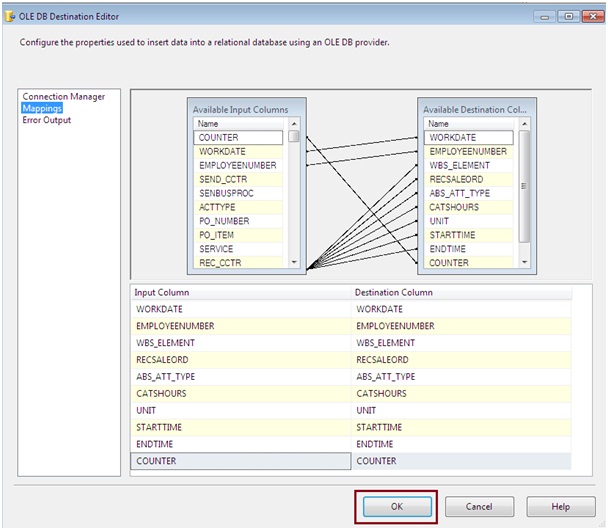 OLE DB Destination Editor
Configure the properties used to insert data into a relational database using an OLE DB provider.
Connection Manager
Mappings
Error Output
Available Input Columns
Name
COUNTER
WORKDATE
EMPLOYEENUMBER
SEND_CCTR
SENBUSPROC
ACTTYPE
PO_NUMBER
PO_ITEM
SERVICE
REC_CCTR
Available Destination Col...
Name
WORKDATE
EMPLOYEENUMBER
WBS_ELEMENT
RECSALEORD
ABS_ATT_TYPE
CATSHOURS
UNIT
STARTTIME
ENDTIME
COUNTER
Input Column Destination Column
WORKDATE WORKDATE
EMPLOYEENUMBER EMPLOYEENUMBER
WBS_ELEMENT WBS_ELEMENT
RECSALEORD RECSALEORD
ABS_ATT_TYPE ABS_ATT_TYPE
CATSHOURS CATSHOURS
UNIT UNIT
STARTTIME STARTTIME
ENDTIME ENDTIME
COUNTER COUNTER
OK Cancel Help